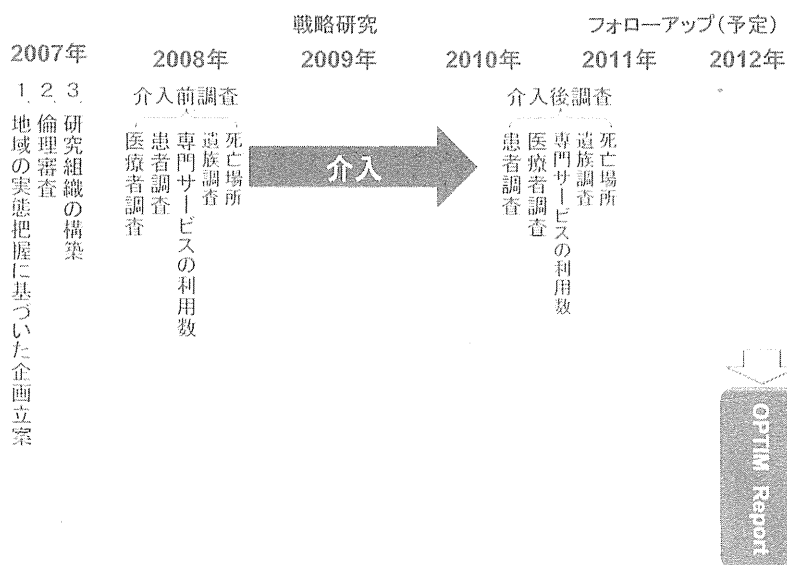 戦略研究
フォローアップ(予定)
2007年
2008年
2009年
2010年
2011年
2012年
1. 地域の実態把握に基づいた企画立案
2. 倫理審査
3. 研究組織の構築
介入前調査
医療者調査
患者調査
専門サービスの利用数
遺族調査
死亡場所
介入
介入後調査
患者調査
医療者調査
専門サービスの利用数
遺族調査
死亡場所
OPTIM Report